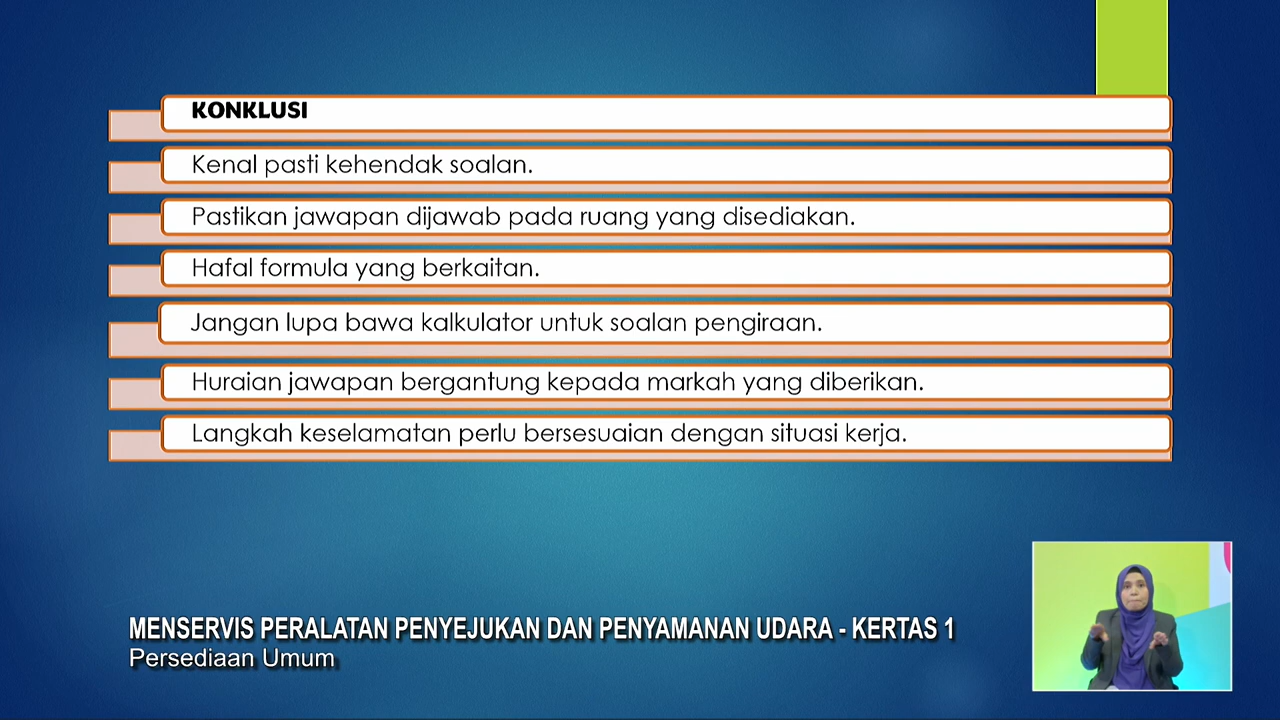 KONKLUSI
Kenal pasti kehendak soalan.
Pastikan jawapan dijawab pada ruang yang disediakan.
Hafal formula yang berkaitan.
Jangan lupa bawa kalkulator untuk soalan pengiraan.
Huraian jawapan bergantung kepada markah yang diberikan.
Langkah keselamatan perlu bersesuaian dengan situasi kerja.
MENSERVIS PERALATAN PENYEJUKAN DAN PENYAMANAN UDARA - KERTAS 1
Persediaan Umum